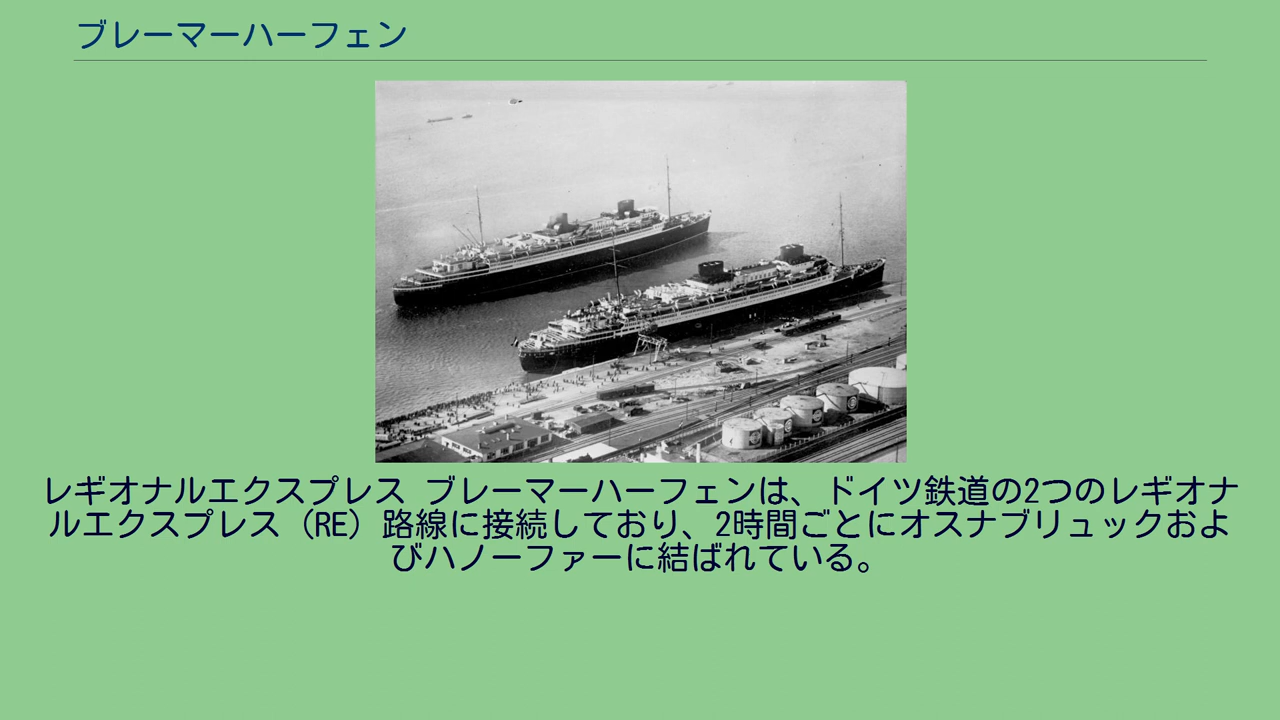 ブレーマーハーフェン
レギオナルエクスプレス ブレーマーハーフェンは、ドイツ鉄道の2つのレギオナ
ルエクスプレス（RE）路線に接続しており、2時間ごとにオスナブリュックおよ
びハノーファーに結ばれている。